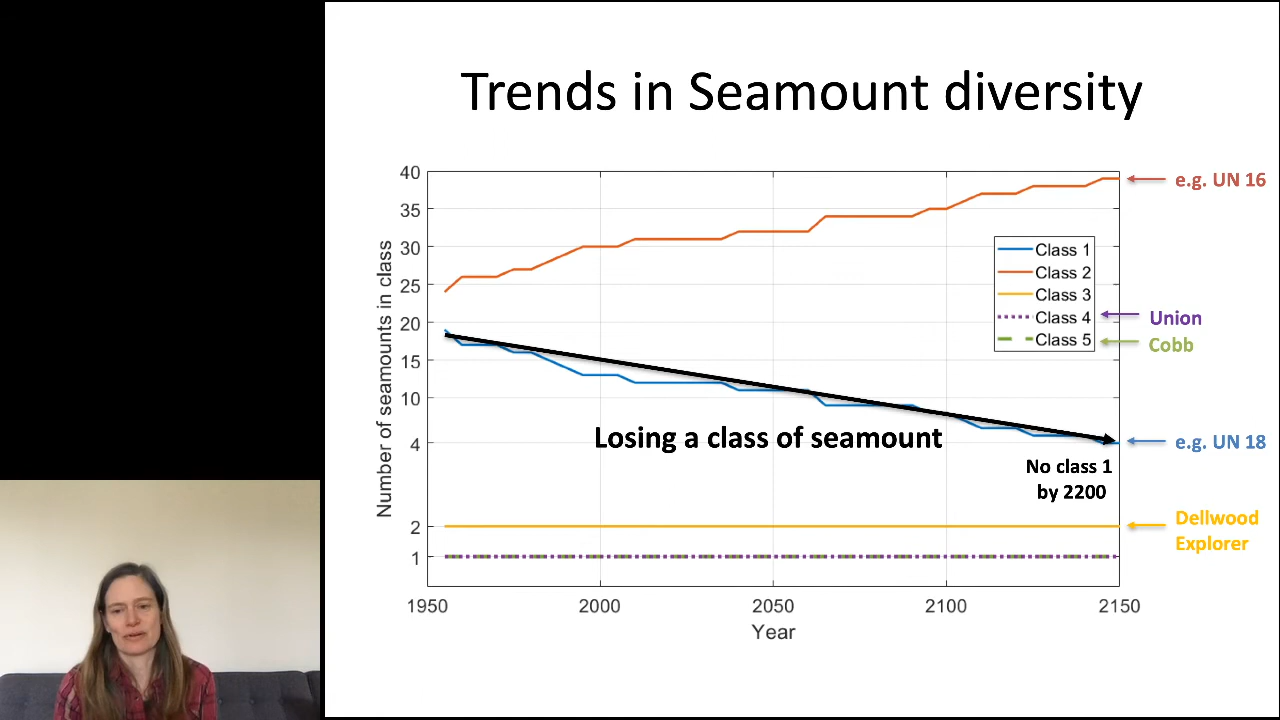 Trends in Seamount diversity
40
35
30
25
20
15
10
4
2
1
Number of seamounts in class
1950
2000
2050
2100
2150
Year
Class 1
Class 2
Class 3
Class 4
Class 5
e.g. UN 16
Union
Cobb
e.g. UN 18
Losing a class of seamount
No class 1
by 2200
Dellwood
Explorer